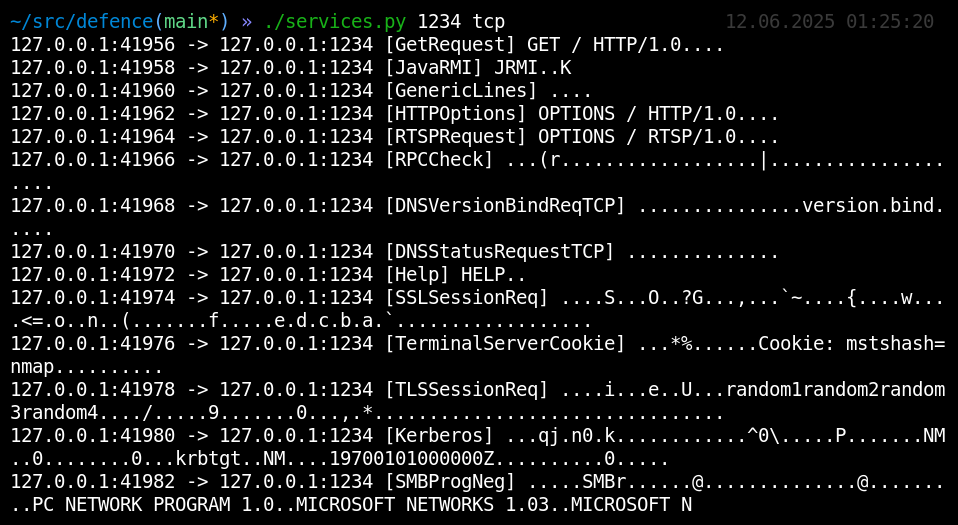 ~/src/defence(main*) » ./services.py 1234 tcp 12.06.2025 01:25:20
127.0.0.1:41956 -> 127.0.0.1:1234 [GetRequest] GET / HTTP/1.0....
127.0.0.1:41958 -> 127.0.0.1:1234 [JavaRMI] JRMI..K
127.0.0.1:41960 -> 127.0.0.1:1234 [GenericLines] ....
127.0.0.1:41962 -> 127.0.0.1:1234 [HTTPOptions] OPTIONS / HTTP/1.0....
127.0.0.1:41964 -> 127.0.0.1:1234 [RTSPRequest] OPTIONS / RTSP/1.0....
127.0.0.1:41966 -> 127.0.0.1:1234 [RPCCheck] ...(r..................|................
....
127.0.0.1:41968 -> 127.0.0.1:1234 [DNSVersionBindReqTCP] ...............version.bind.
....
127.0.0.1:41970 -> 127.0.0.1:1234 [DNSStatusRequestTCP] ..............
127.0.0.1:41972 -> 127.0.0.1:1234 [Help] HELP..
127.0.0.1:41974 -> 127.0.0.1:1234 [SSLSessionReq] ....S...O..?G...,...`~....{....w...
.<=.o..n..(.......f.....e.d.c.b.a.`..................
127.0.0.1:41976 -> 127.0.0.1:1234 [TerminalServerCookie] ...*%......Cookie: mstshash=
nmap..........
127.0.0.1:41978 -> 127.0.0.1:1234 [TLSSessionReq] ....i...e..U...random1random2random
3random4..../.....9.......0...,.*................................
127.0.0.1:41980 -> 127.0.0.1:1234 [Kerberos] ...qj.n0.k............^0\.....P.......NM
..0........0...krbtgt..NM....19700101000000Z..........0.....
127.0.0.1:41982 -> 127.0.0.1:1234 [SMBProgNeg] .....SMBr......@..............@.......
..PC NETWORK PROGRAM 1.0..MICROSOFT NETWORKS 1.03..MICROSOFT N